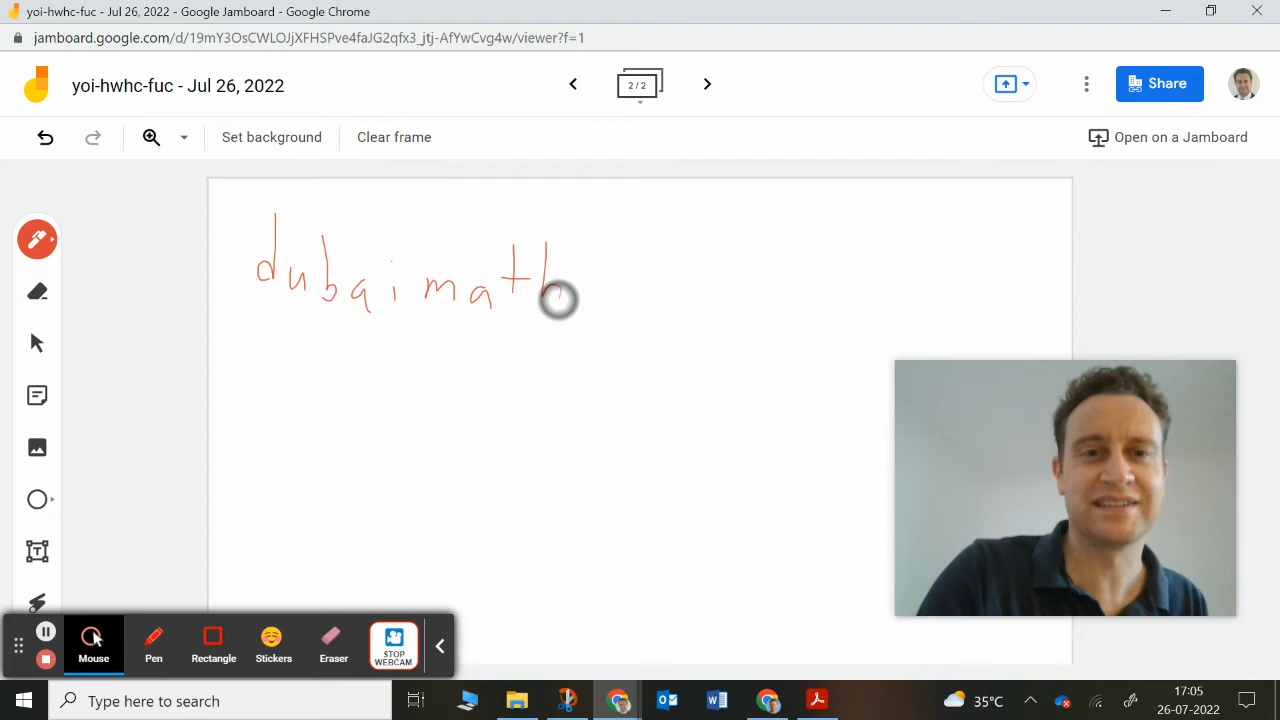 yoi-hwhc-fuc - Jul 26, 2022 - Google Jamboard - Google Chrome
jamboard.google.com/d/19mY3OsCWLOJjXFHSPve4faJG2qfx3_jtj-AfYwCvg4w/viewer?f=1
yoi-hwhc-fuc - Jul 26, 2022
2 / 2
Share
Set background
Clear frame
Open on a Jamboard
dubai math
Mouse
Pen
Rectangle
Stickers
Eraser
STOP
WEBCAM
Type here to search
35°C
17:05
26-07-2022